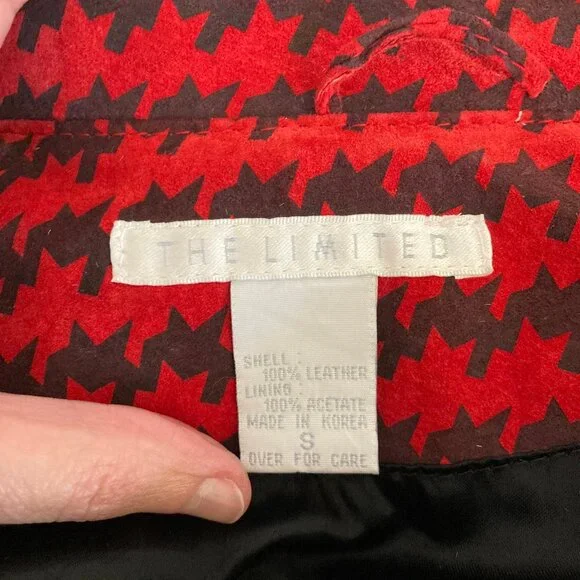 THE LIMITED
SHELL:
100% LEATHER
LINING:
100% ACETATE
MADE IN KOREA
S
OVER FOR CARE